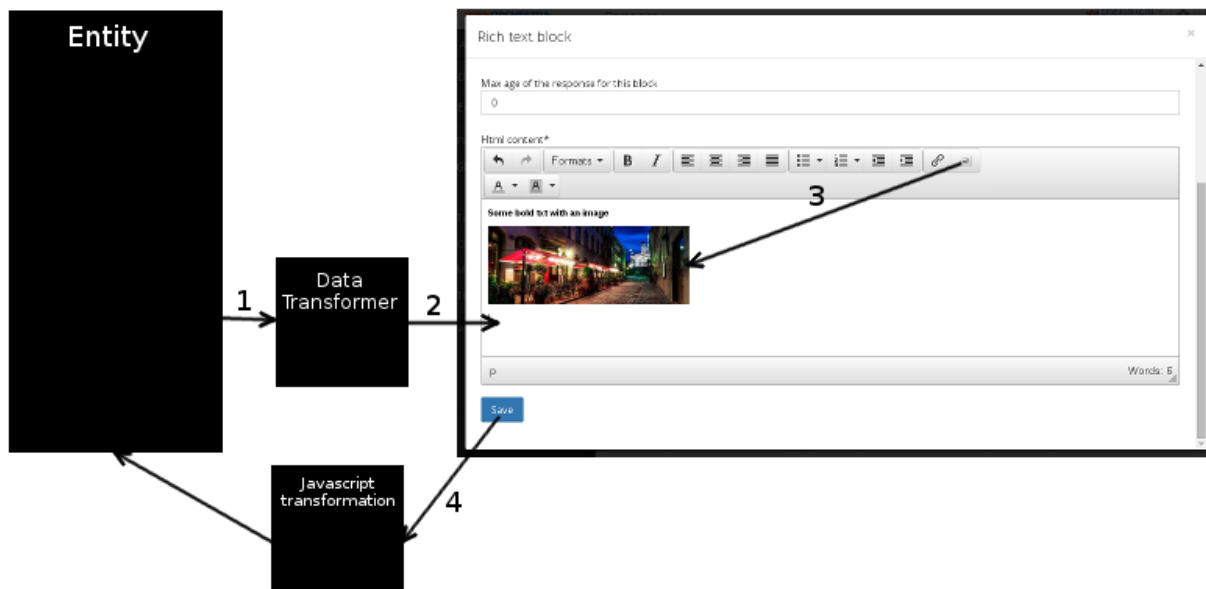 Entity
Rich text block
×
Max age of the response for this block
0
Html content*
Formats
B I
A A
3
Some bold txt with an image
1
Data
Transformer
2
p
Words: 6
Save
Javascript
transformation
4